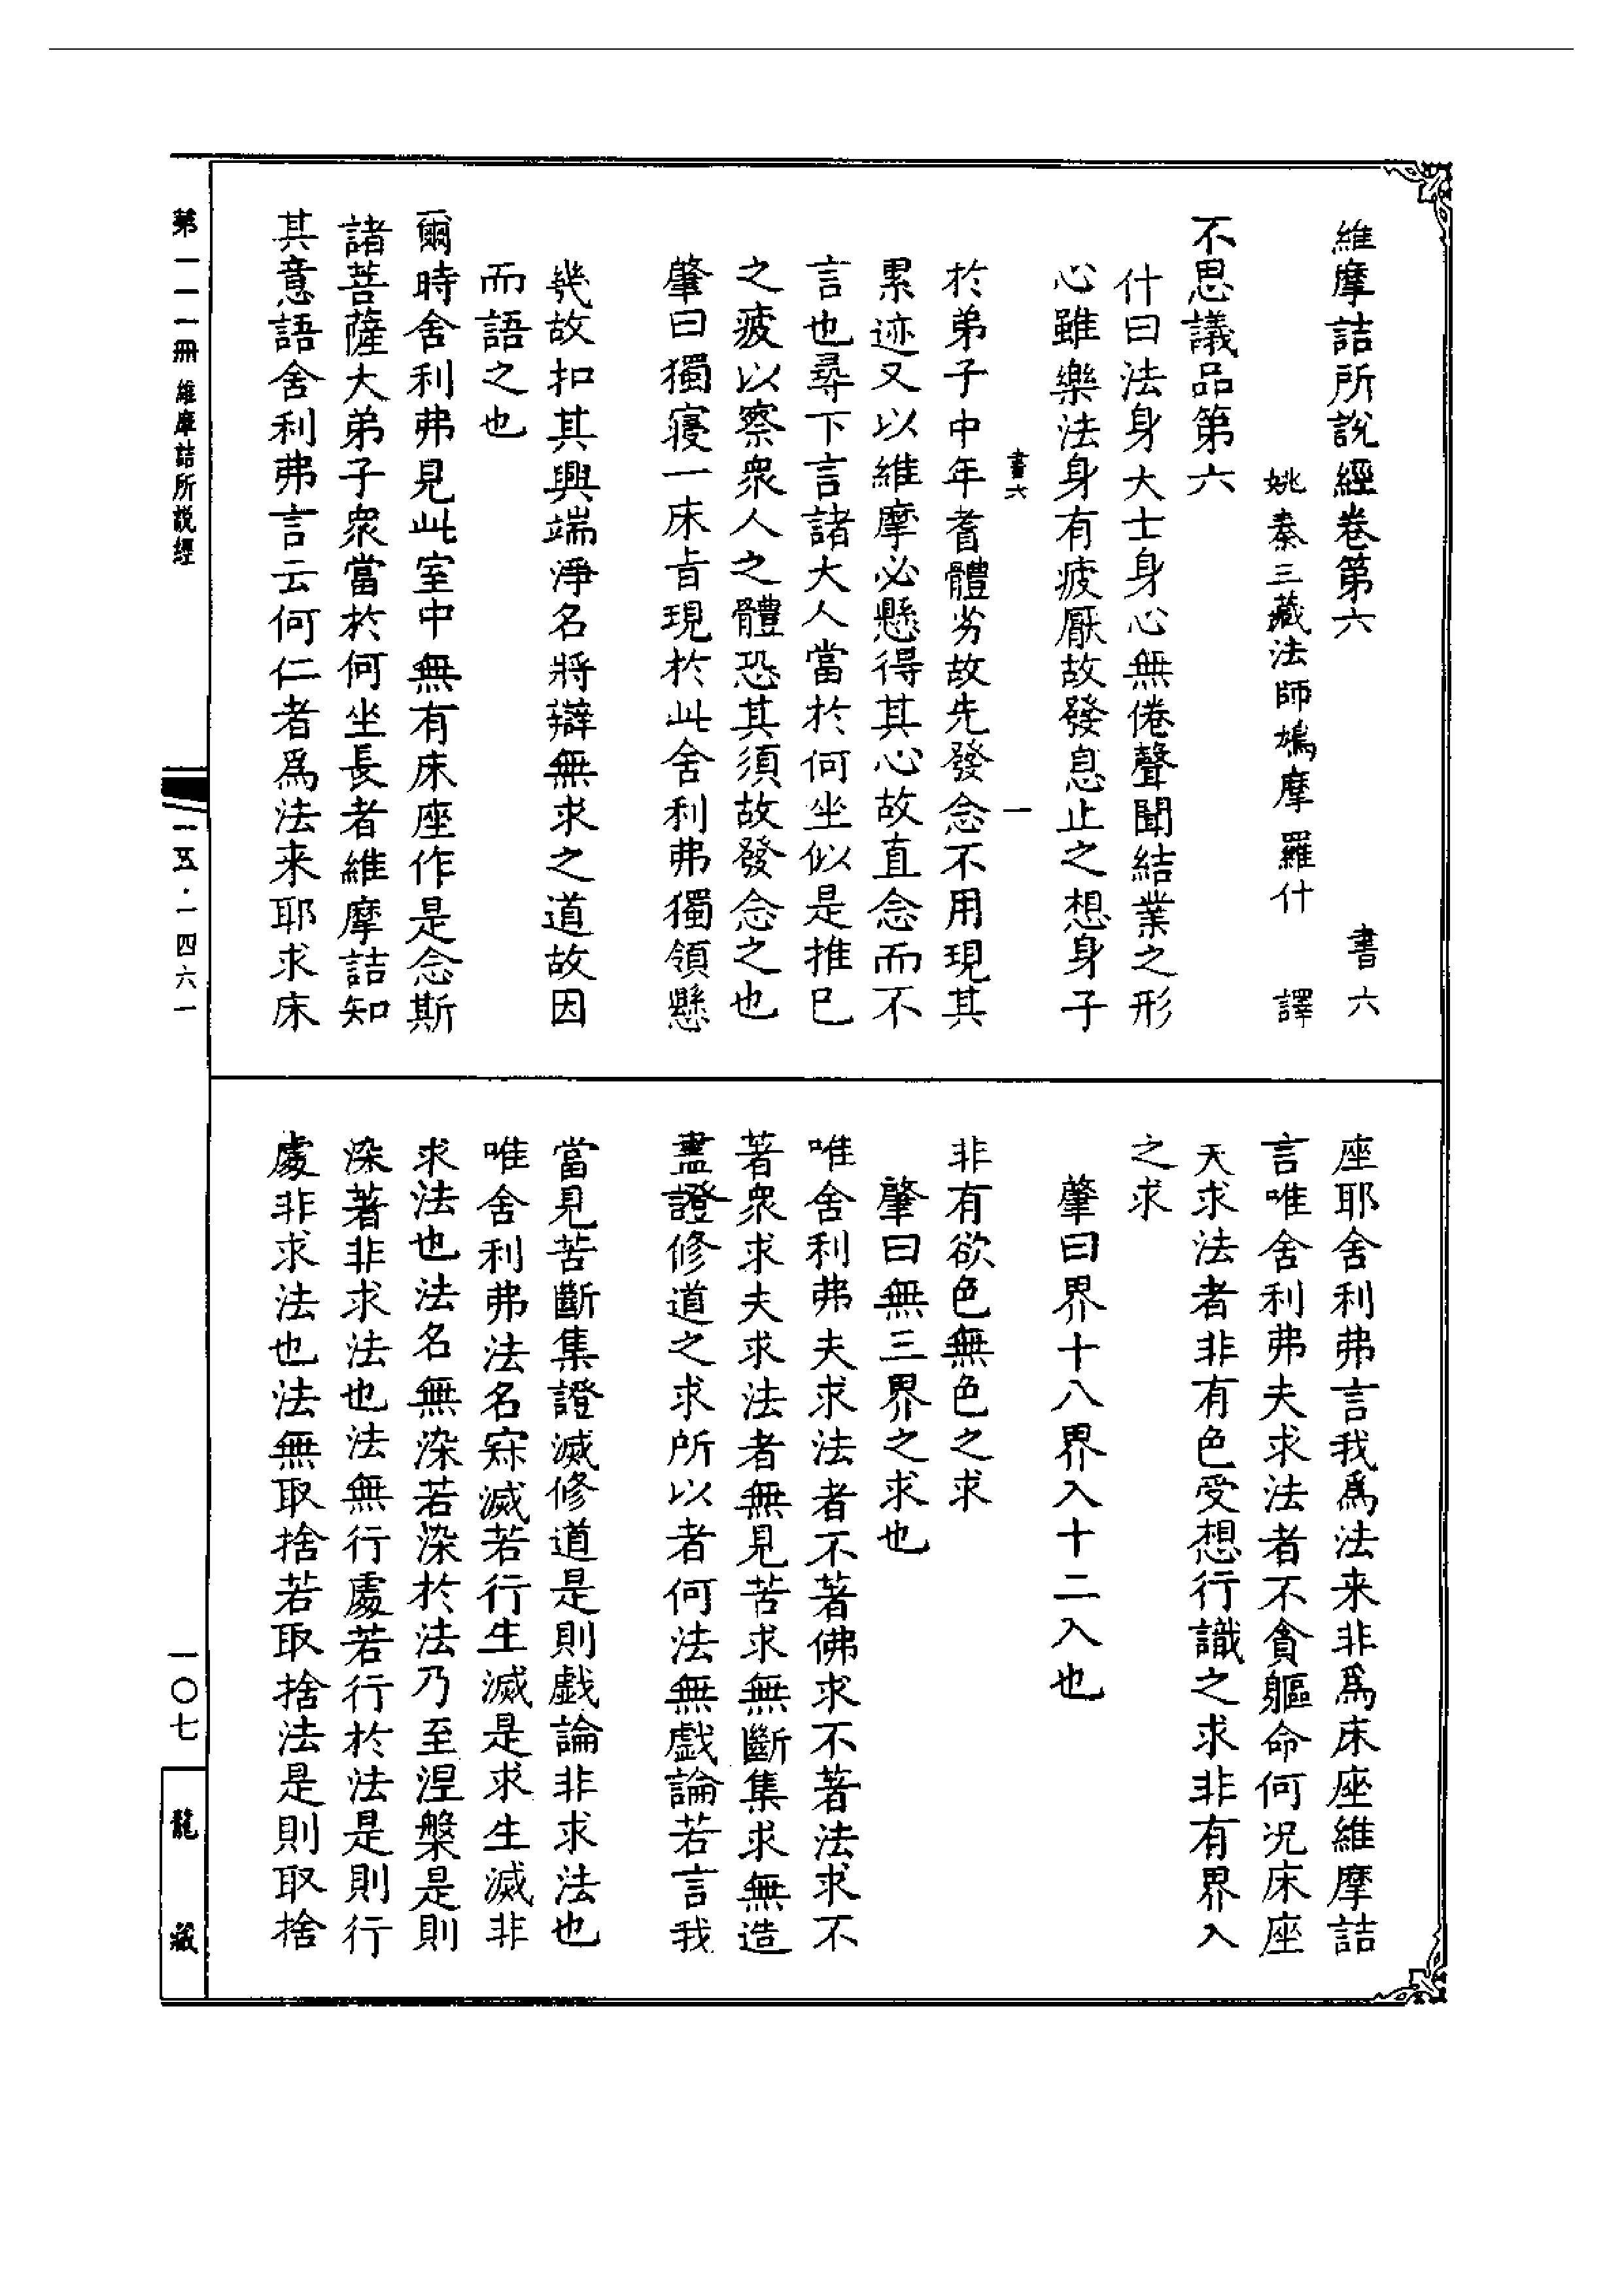 維摩詰所說經卷第六　　書六
姚秦三藏法師鳩摩羅什　譯
不思議品第六
什曰法身大士身心無倦聲聞結業之形
心雖樂法身有疲厭故發息止之想身子
書六　一
於弟子中年耆體劣故先發念不用現其
累迹又以維摩必懸得其心故直念而不
言也尋下言諸大人當於何坐似是推己
之疲以察衆人之體恐其須故發念之也
肇曰獨寢一床旨現於此舍利弗獨領懸
幾故扣其興端淨名將辯無求之道故因
而語之也
爾時舍利弗見此室中無有床座作是念斯
諸菩薩大弟子衆當於何坐長者維摩詰知
其意語舍利弗言云何仁者爲法来耶求床
座耶舍利弗言我爲法来非爲床座維摩詰
言唯舍利弗夫求法者不貪軀命何况床座
夫求法者非有色受想行識之求非有界入
之求
肇曰界十八界入十二入也
非有欲色無色之求
肇曰無三界之求也
唯舍利弗夫求法者不著佛求不著法求不
著衆求夫求法者無見苦求無斷集求無造
盡證修道之求所以者何法無戲論若言我
當見苦斷集證滅修道是則戲論非求法也
唯舍利弗法名寂滅若行生滅是求生滅非
求法也法名無染若染於法乃至涅槃是則
染著非求法也法無行處若行於法是則行
處非求法也法無取捨若取捨法是則取捨
第一一一冊　維摩詰所說經
一五·一四六一
一〇七
龍藏